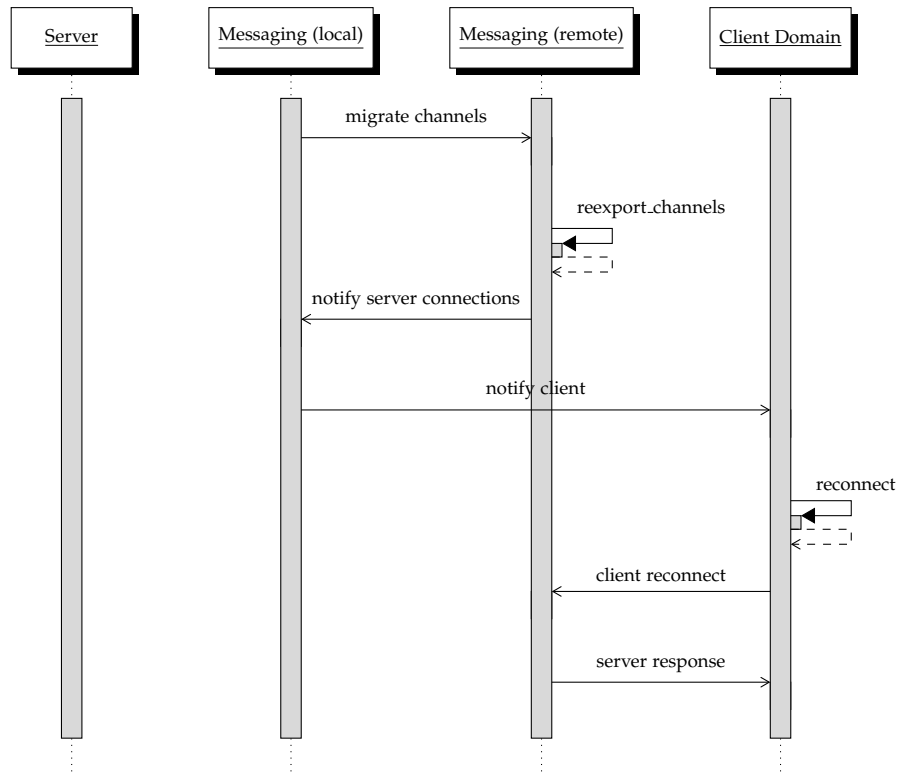 Server
Messaging (local)
Messaging (remote)
Client Domain
migrate channels
reexport_channels
notify server connections
notify client
reconnect
client reconnect
server response